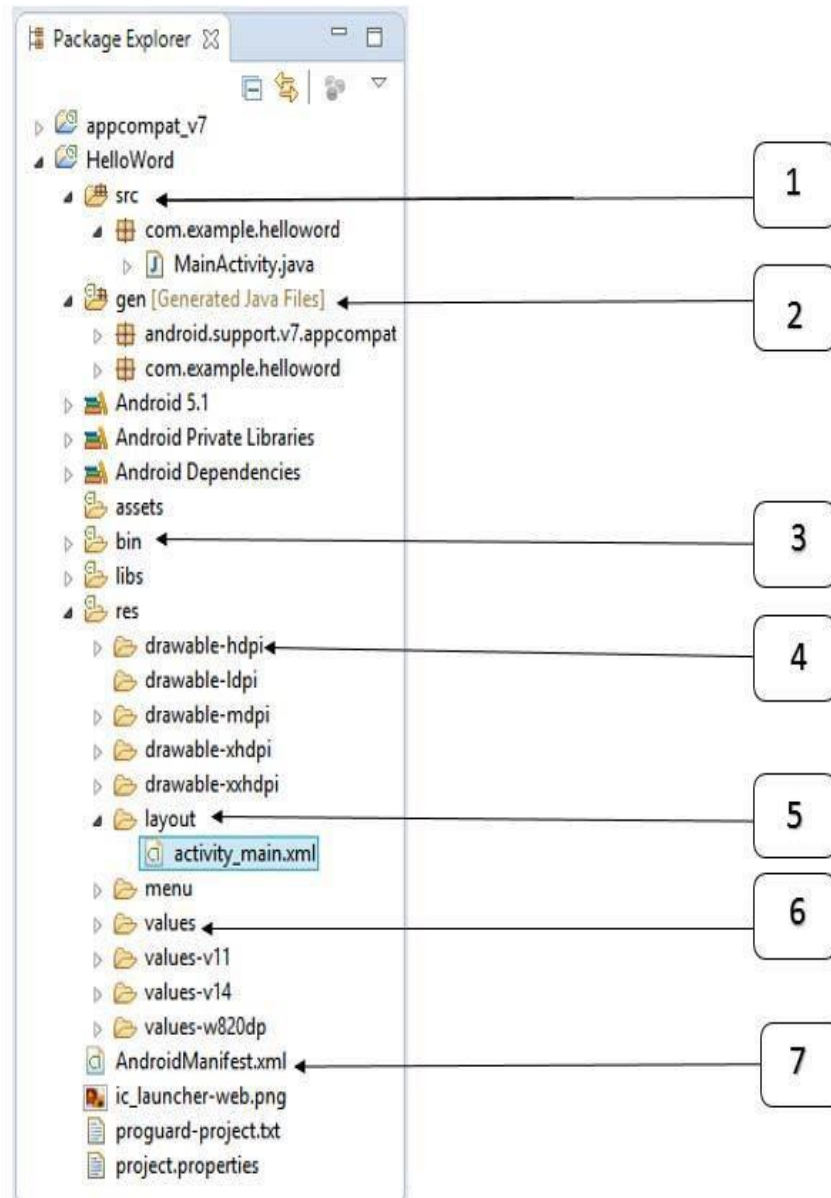 Package Explorer
appcompat_v7
HelloWord
src
1
com.example.helloword
MainActivity.java
gen [Generated Java Files]
2
android.support.v7.appcompat
com.example.helloword
Android 5.1
Android Private Libraries
Android Dependencies
assets
bin
3
libs
res
drawable-hdpi
4
drawable-ldpi
drawable-mdpi
drawable-xhdpi
drawable-xxhdpi
layout
5
activity_main.xml
menu
values
6
values-v11
values-v14
values-w820dp
AndroidManifest.xml
7
ic_launcher-web.png
proguard-project.txt
project.properties